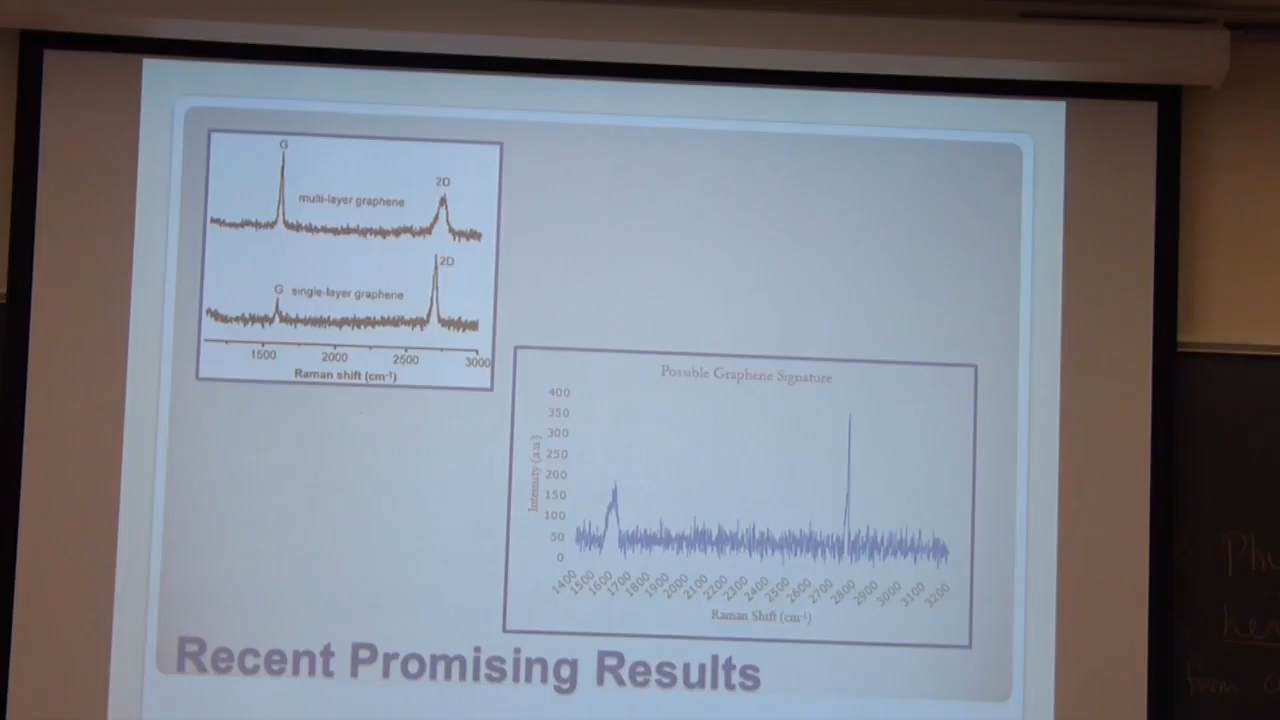 G
2D
multi-layer graphene
2D
G single-layer graphene
1500 2000 2500 3000
Raman shift (cm⁻¹)
Possible Graphene Signature
400
350
300
250
200
150
100
50
0
Intensity (a.u.)
1400 1500 1600 1700 1800 1900 2000 2100 2200 2300 2400 2500 2600 2700 2800 2900 3000 3100 3200
Raman Shift (cm⁻¹)
Recent Promising Results